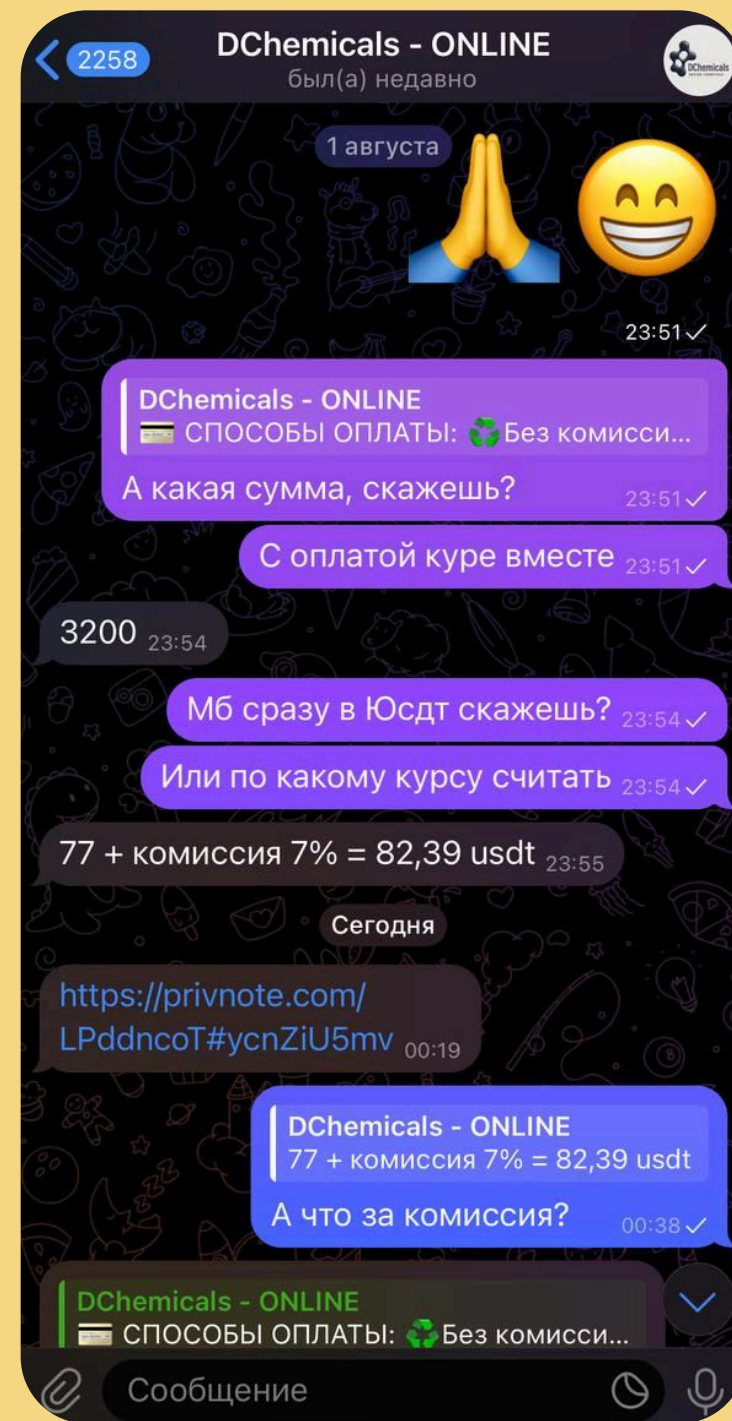 2258
DChemicals - ONLINE
был(а) недавно
DChemicals
1 августа
23:51
DChemicals - ONLINE
СПОСОБЫ ОПЛАТЫ: Без комисси...
А какая сумма, скажешь? 23:51
С оплатой куре вместе 23:51
3200 23:54
Мб сразу в Юсдт скажешь? 23:54
Или по какому курсу считать 23:54
77 + комиссия 7% = 82,39 usdt 23:55
Сегодня
https://privnote.com/
LPddncoT#ycnZiU5mv 00:19
DChemicals - ONLINE
77 + комиссия 7% = 82,39 usdt
А что за комиссия? 00:38
DChemicals - ONLINE
СПОСОБЫ ОПЛАТЫ: Без комисси...
Сообщение